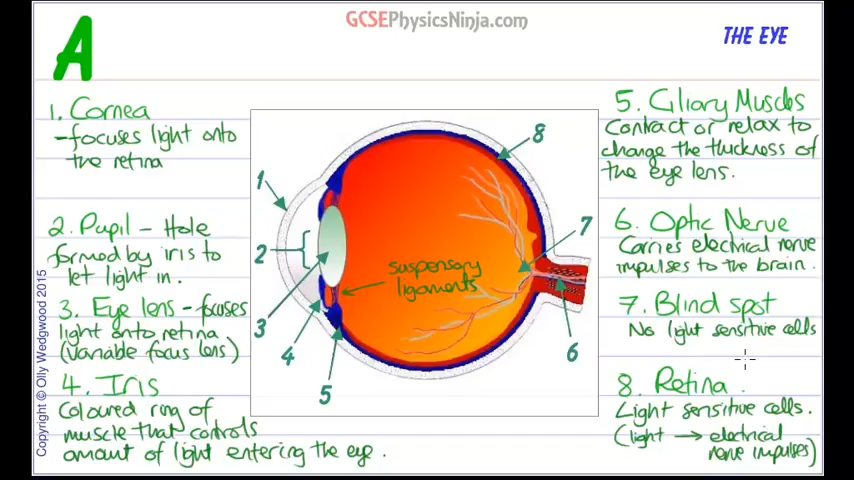 GCSEPhysicsNinja.com
A
THE EYE
1. Cornea
- focuses light onto
the retina
2. Pupil - Hole
formed by iris to
let light in.
3. Eye lens - focuses
light onto retina
(Variable focus lens)
4. Iris
Coloured ring of
muscle that controls
amount of light entering the eye.
1
2
3
4
5
6
7
8
suspensory
ligaments
5. Ciliary Muscles
Contract or relax to
change the thickness of
the eye lens.
6. Optic Nerve
Carries electrical nerve
impulses to the brain.
7. Blind spot
No light sensitive cells
8. Retina.
Light sensitive cells.
(light → electrical
nerve impulses)
Copyright © Olly Wedgwood 2015